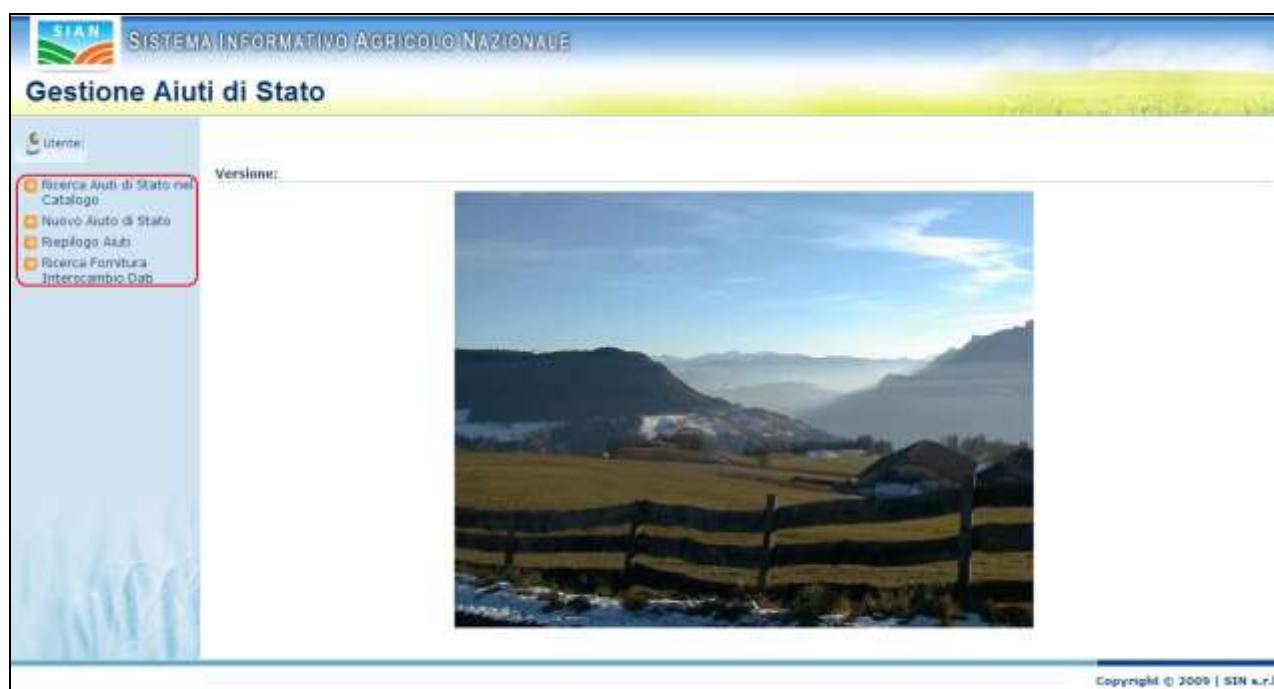 SIAN
SISTEMA INFORMATIVO AGRICOLO NAZIONALE
Gestione Aiuti di Stato
Utente:
Versione:
Ricerca Aiuti di Stato nel
Catalogo
Nuovo Aiuto di Stato
Riepilogo Aiuti
Ricerca Fornitura
Interscambio Dati
Copyright © 2009 | SIN s.r.l